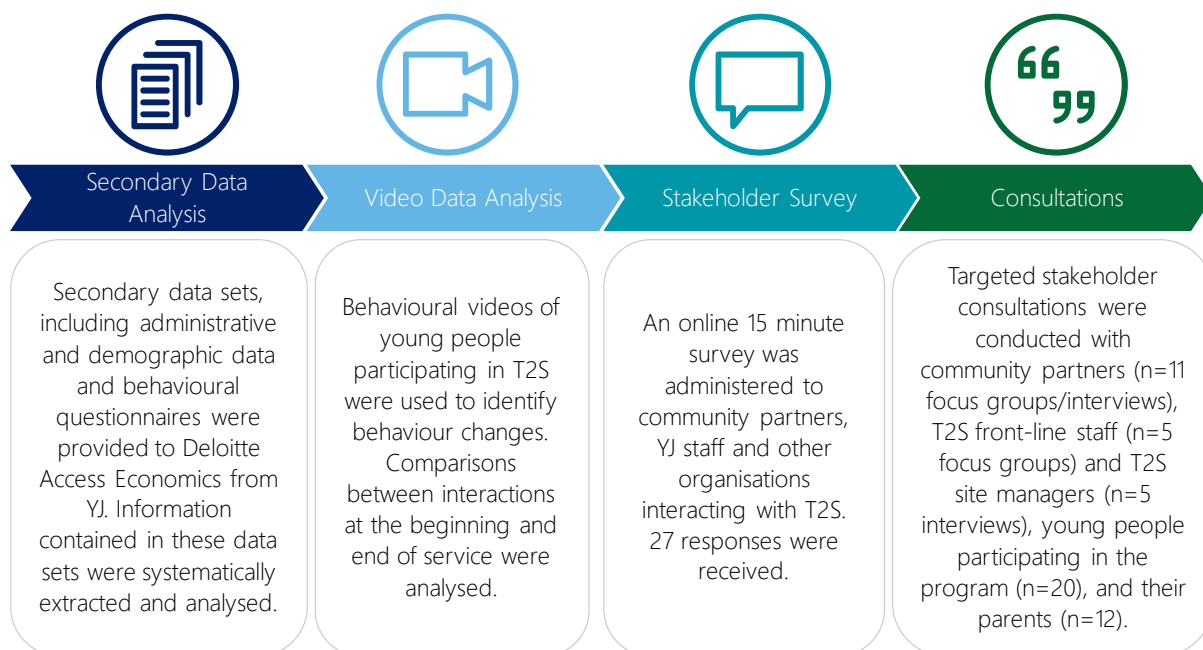 66
99
Secondary Data
Analysis
Video Data Analysis
Stakeholder Survey
Consultations
Secondary data sets,
including administrative
and demographic data
and behavioural
questionnaires were
provided to Deloitte
Access Economics from
YJ. Information
contained in these data
sets were systematically
extracted and analysed.
Behavioural videos of
young people
participating in T2S
were used to identify
behaviour changes.
Comparisons
between interactions
at the beginning and
end of service were
analysed.
An online 15 minute
survey was
administered to
community partners,
YJ staff and other
organisations
interacting with T2S.
27 responses were
received.
Targeted stakeholder
consultations were
conducted with
community partners (n=11
focus groups/interviews),
T2S front-line staff (n=5
focus groups) and T2S
site managers (n=5
interviews), young people
participating in the
program (n=20), and their
parents (n=12).